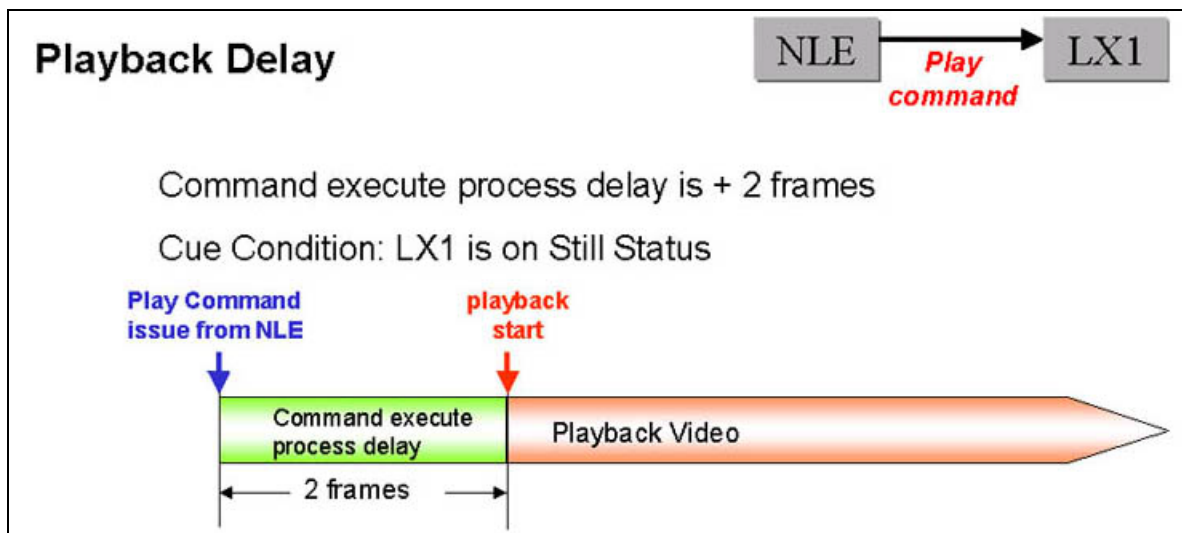 Playback Delay
NLE
Play
command
LX1
Command execute process delay is + 2 frames
Cue Condition: LX1 is on Still Status
Play Command
issue from NLE
playback
start
Command execute
process delay
Playback Video
2 frames